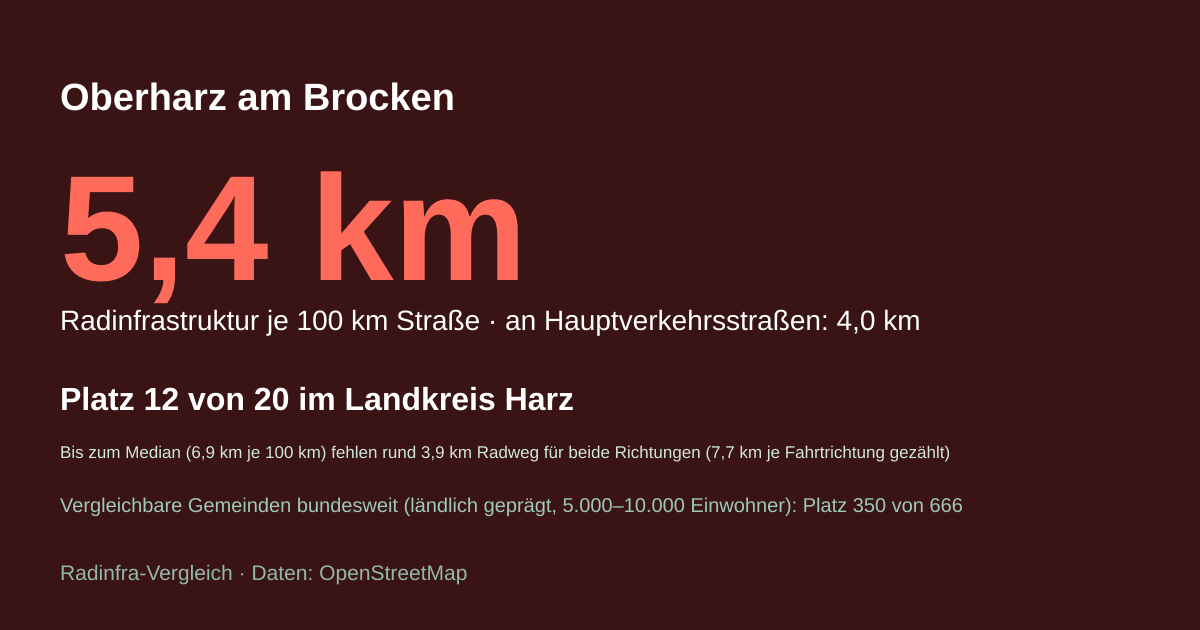 Oberharz am Brocken
5,4 km
Radinfrastruktur je 100 km Straße · an Hauptverkehrsstraßen: 4,0 km
Platz 12 von 20 im Landkreis Harz
Bis zum Median (6,9 km je 100 km) fehlen rund 3,9 km Radweg für beide Richtungen (7,7 km je Fahrtrichtung gezählt)
Vergleichbare Gemeinden bundesweit (ländlich geprägt, 5.000–10.000 Einwohner): Platz 350 von 666
Radinfra-Vergleich · Daten: OpenStreetMap